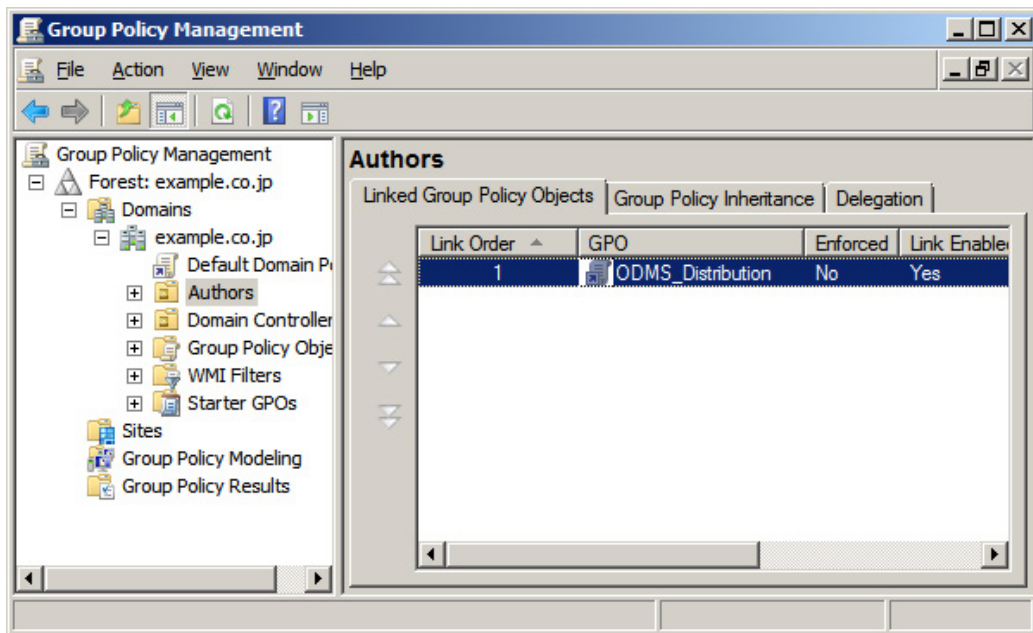 Group Policy Management
File Action View Window Help
Group Policy Management
Forest: example.co.jp
Domains
example.co.jp
Default Domain P
Authors
Domain Controller
Group Policy Obje
WMI Filters
Starter GPOs
Sites
Group Policy Modeling
Group Policy Results
Authors
Linked Group Policy Objects Group Policy Inheritance Delegation
Link Order GPO Enforced Link Enable
1 ODMS_Distribution No Yes